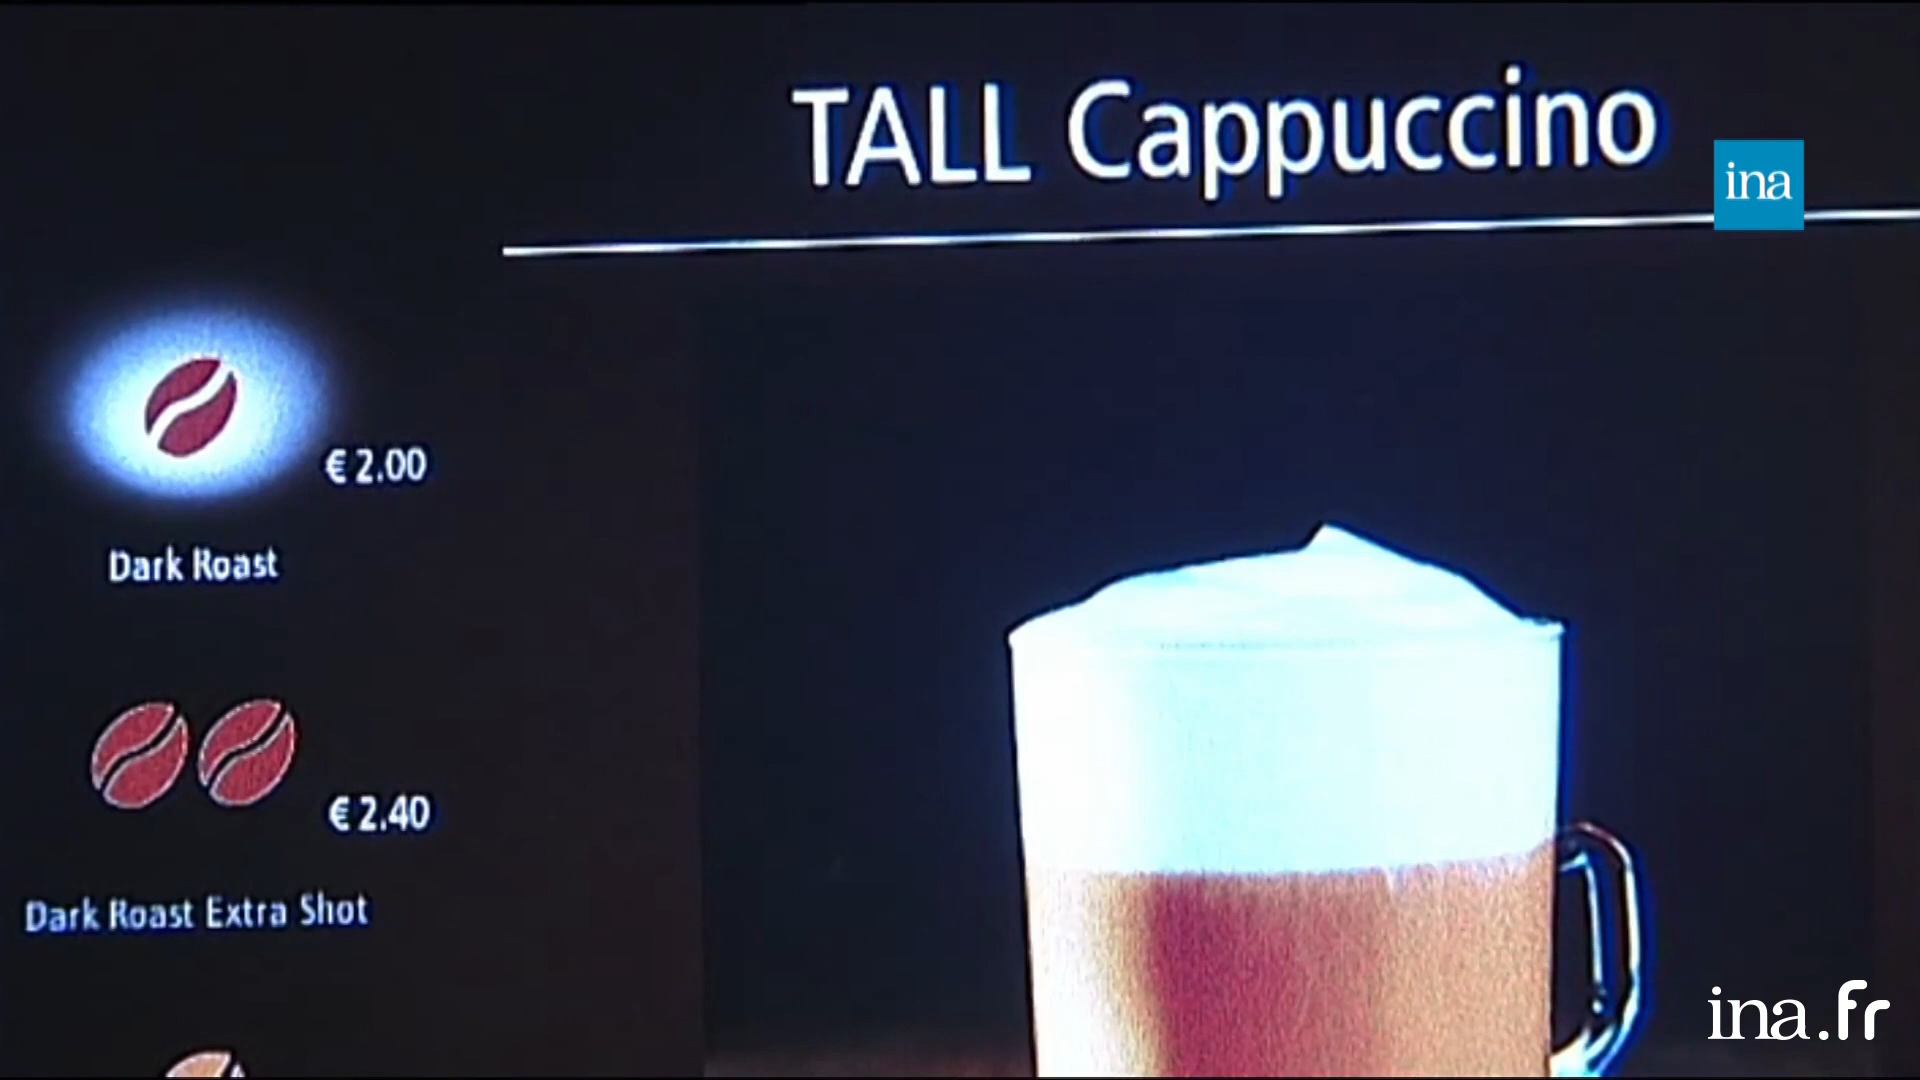 TALL Cappuccino
ina
€ 2.00
Dark Roast
€ 2.40
Dark Roast Extra Shot
ina.fr